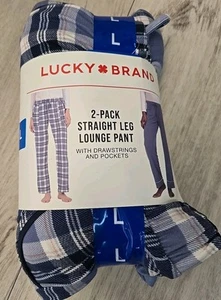 L
LUCKY BRAND
2-PACK
STRAIGHT LEG
LOUNGE PANT
WITH DRAWSTRINGS
AND POCKETS
L
L